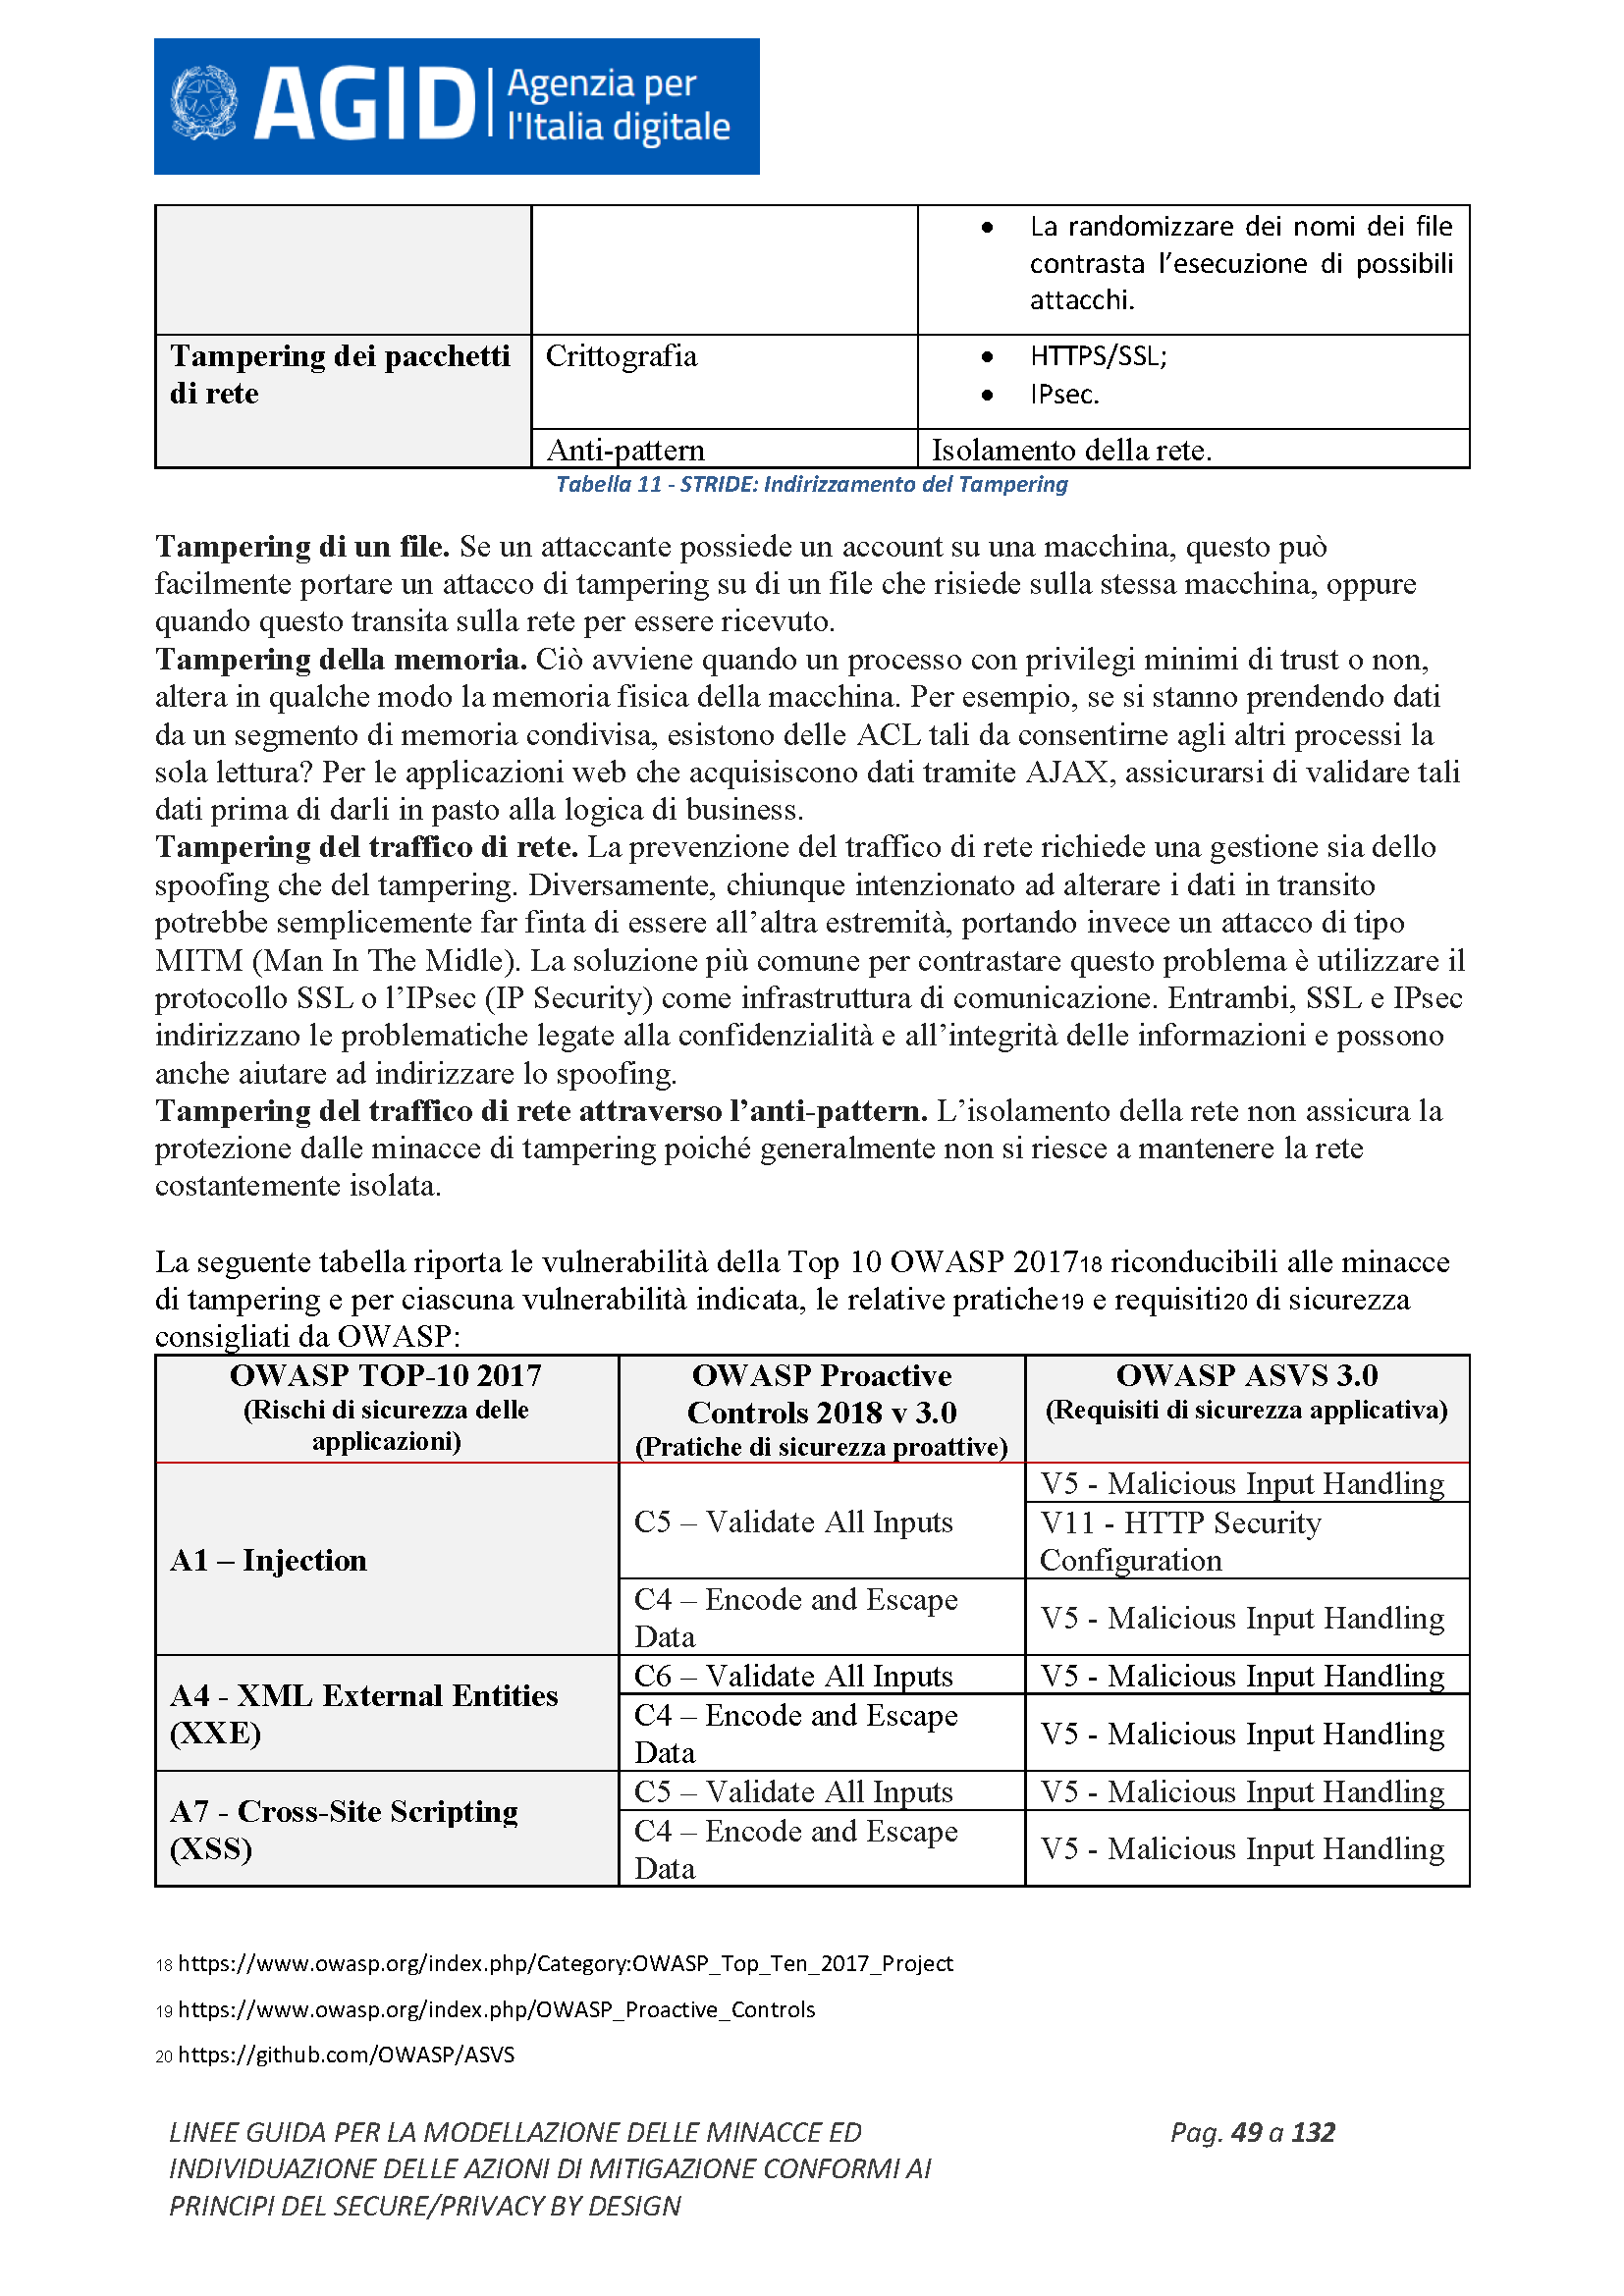 AGID Agenzia per
l'Italia digitale
• La randomizzare dei nomi dei file
contrasta l’esecuzione di possibili
attacchi.
Tampering dei pacchetti
di rete
Crittografia
• HTTPS/SSL;
• IPsec.
Anti-pattern
Isolamento della rete.
Tabella 11 - STRIDE: Indirizzamento del Tampering
Tampering di un file. Se un attaccante possiede un account su una macchina, questo può
facilmente portare un attacco di tampering su di un file che risiede sulla stessa macchina, oppure
quando questo transita sulla rete per essere ricevuto.
Tampering della memoria. Ciò avviene quando un processo con privilegi minimi di trust o non,
altera in qualche modo la memoria fisica della macchina. Per esempio, se si stanno prendendo dati
da un segmento di memoria condivisa, esistono delle ACL tali da consentirne agli altri processi la
sola lettura? Per le applicazioni web che acquisiscono dati tramite AJAX, assicurarsi di validare tali
dati prima di darli in pasto alla logica di business.
Tampering del traffico di rete. La prevenzione del traffico di rete richiede una gestione sia dello
spoofing che del tampering. Diversamente, chiunque intenzionato ad alterare i dati in transito
potrebbe semplicemente far finta di essere all’altra estremità, portando invece un attacco di tipo
MITM (Man In The Midle). La soluzione più comune per contrastare questo problema è utilizzare il
protocollo SSL o l’IPsec (IP Security) come infrastruttura di comunicazione. Entrambi, SSL e IPsec
indirizzano le problematiche legate alla confidenzialità e all’integrità delle informazioni e possono
anche aiutare ad indirizzare lo spoofing.
Tampering del traffico di rete attraverso l’anti-pattern. L’isolamento della rete non assicura la
protezione dalle minacce di tampering poiché generalmente non si riesce a mantenere la rete
costantemente isolata.
La seguente tabella riporta le vulnerabilità della Top 10 OWASP 201718 riconducibili alle minacce
di tampering e per ciascuna vulnerabilità indicata, le relative pratiche19 e requisiti20 di sicurezza
consigliati da OWASP:
OWASP TOP-10 2017
(Rischi di sicurezza delle
applicazioni)
OWASP Proactive
Controls 2018 v 3.0
(Pratiche di sicurezza proattive)
OWASP ASVS 3.0
(Requisiti di sicurezza applicativa)
A1 – Injection
C5 – Validate All Inputs
V5 - Malicious Input Handling
V11 - HTTP Security
Configuration
C4 – Encode and Escape
Data
V5 - Malicious Input Handling
A4 - XML External Entities
(XXE)
C6 – Validate All Inputs
V5 - Malicious Input Handling
C4 – Encode and Escape
Data
V5 - Malicious Input Handling
A7 - Cross-Site Scripting
(XSS)
C5 – Validate All Inputs
V5 - Malicious Input Handling
C4 – Encode and Escape
Data
V5 - Malicious Input Handling
18 https://www.owasp.org/index.php/Category:OWASP_Top_Ten_2017_Project
19 https://www.owasp.org/index.php/OWASP_Proactive_Controls
20 https://github.com/OWASP/ASVS
LINEE GUIDA PER LA MODELLAZIONE DELLE MINACCE ED
INDIVIDUAZIONE DELLE AZIONI DI MITIGAZIONE CONFORMI AI
PRINCIPI DEL SECURE/PRIVACY BY DESIGN
Pag. 49 a 132